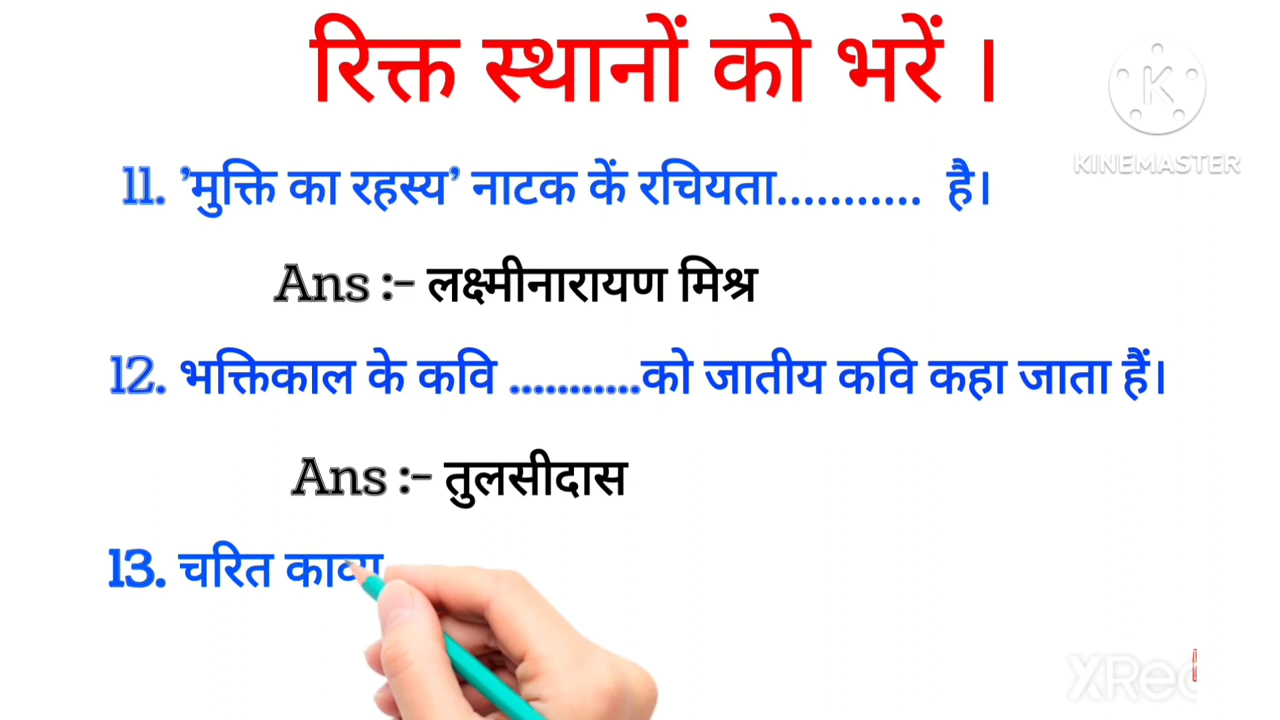 रिक्त स्थानों को भरें ।
KINEMASTER
11. ’मुक्ति का रहस्य’ नाटक कें रचियता........... है।
Ans :- लक्ष्मीनारायण मिश्र
12. भक्तिकाल के कवि ...........को जातीय कवि कहा जाता हैं।
Ans :- तुलसीदास
13. चरित काव्य